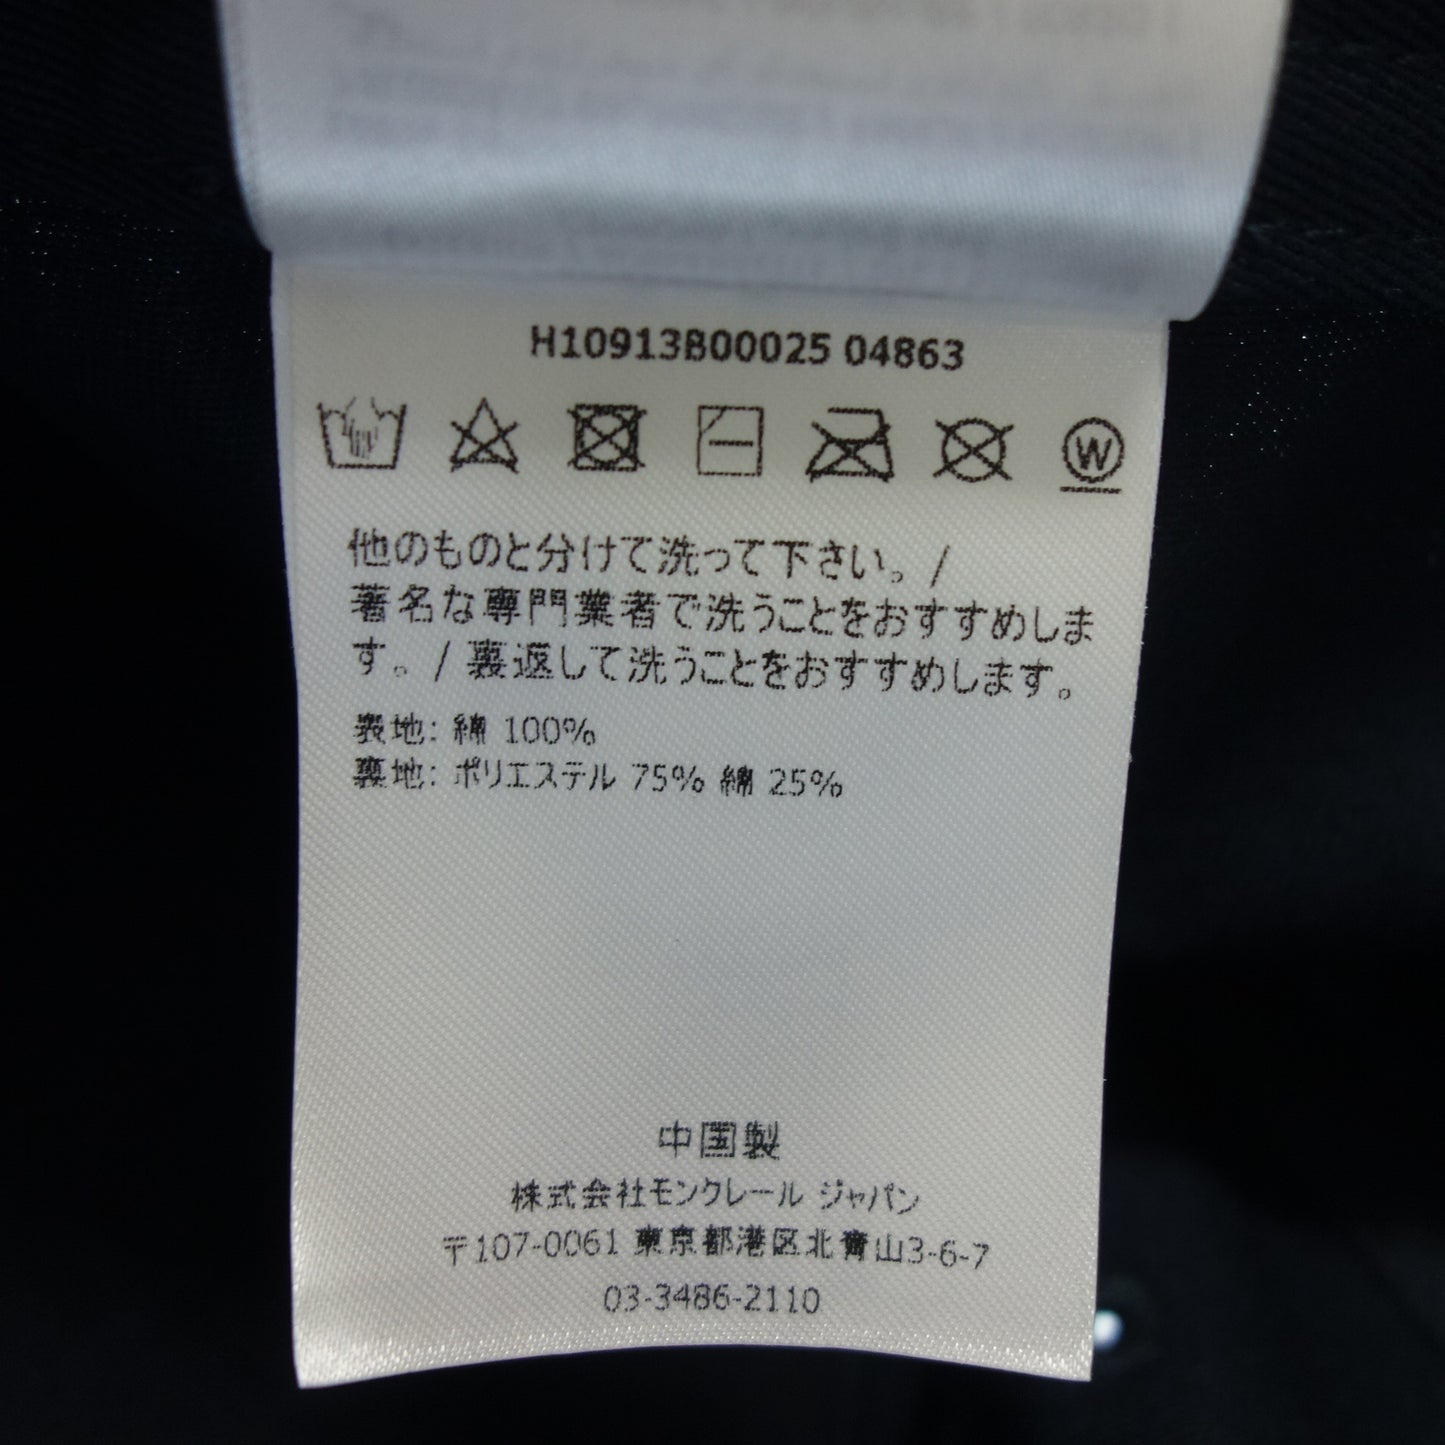 H10913B00025 04863
W
他のものと分けて洗って下さい。/
著名な専門業者で洗うことをおすすめしま
す。/ 裏返して洗うことをおすすめします。
表地: 綿 100%
裏地: ポリエステル 75% 綿 25%
中国製
株式会社モンクレール ジャパン
〒107-0061 東京都港区北青山3-6-7
03-3486-2110